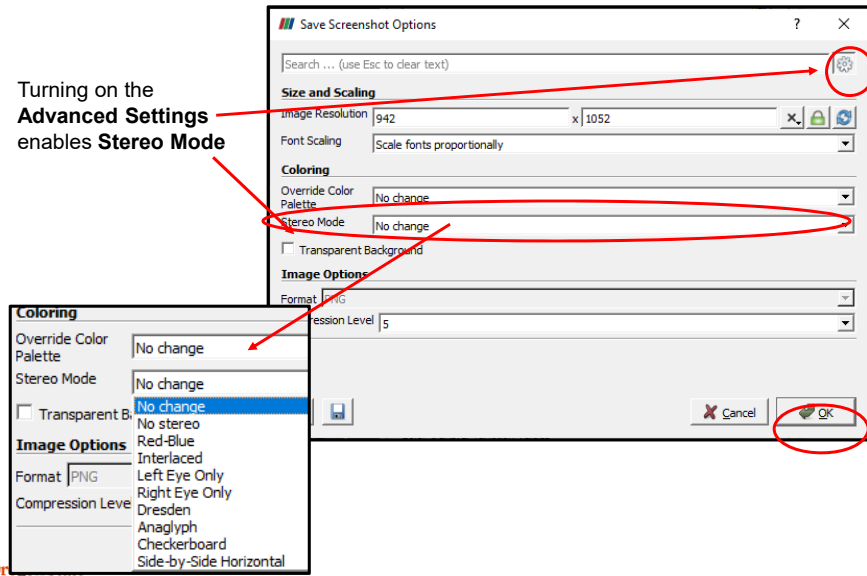 Save Screenshot Options ? X
Search ... (use Esc to clear text)
Size and Scaling
Image Resolution 942 x 1052
Font Scaling Scale fonts proportionally
Coloring
Override Color
Palette No change
Stereo Mode No change
Transparent Background
Image Options
Format PNG
ression Level 5
Cancel OK
Turning on the
Advanced Settings
enables Stereo Mode
Coloring
Override Color
Palette No change
Stereo Mode No change
Transparent B
Image Options
Format PNG
Compression Leve
No change
No stereo
Red-Blue
Interlaced
Left Eye Only
Right Eye Only
Dresden
Anaglyph
Checkerboard
Side-by-Side Horizontal